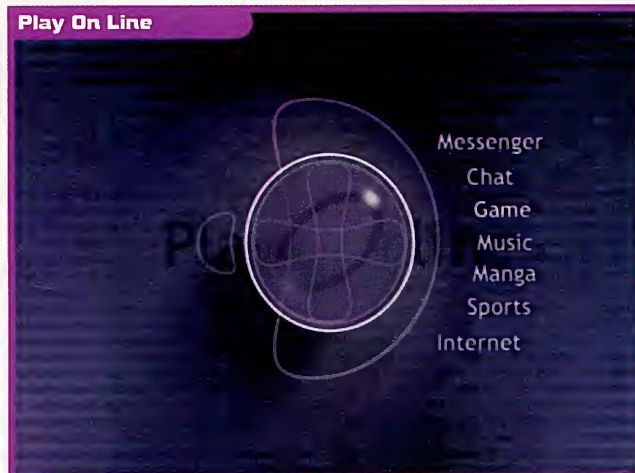 Play On Line
Messenger
Chat
Game
Music
Manga
Sports
Internet